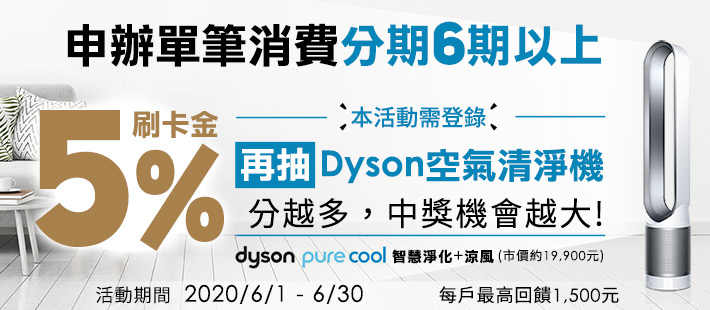 申辦單筆消費分期6期以上
5%刷卡金
本活動需登錄
再抽Dyson空氣清淨機
分越多，中獎機會越大!
dyson pure cool 智慧淨化+涼風(市價約19,900元)
活動期間 2020/6/1 - 6/30 每戶最高回饋1,500元